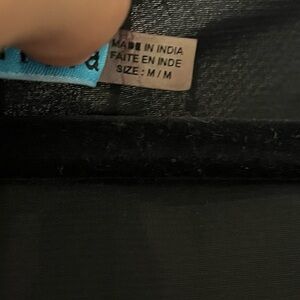 MADE IN INDIA
FAITE EN INDE
SIZE : M / M